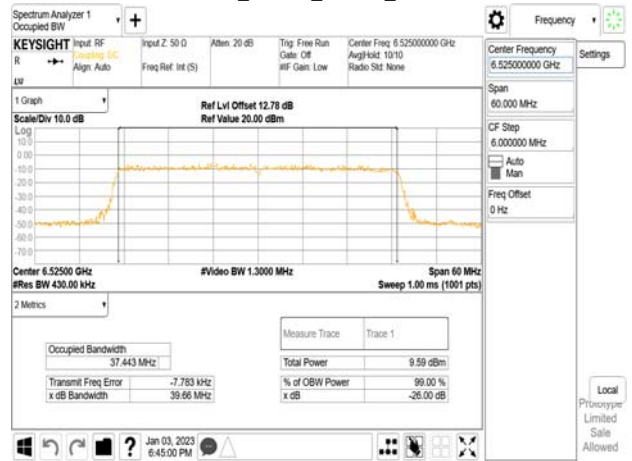 Spectrum Analyzer 1
Occupied BW
Frequency
KEYSIGHT
R
LXI
Input: RF
Coupling: DC
Align: Auto
Input Z: 50 Ω
Freq Ref: Int (S)
Atten: 20 dB
Trig: Free Run
Gate: Off
#IF Gain: Low
Center Freq: 6.525000000 GHz
Avg|Hold: 10/10
Radio Std: None
Center Frequency
6.525000000 GHz
Settings
Span
60.000 MHz
CF Step
6.000000 MHz
Auto
Man
Freq Offset
0 Hz
1 Graph
Scale/Div 10.0 dB
Ref Lvl Offset 12.78 dB
Ref Value 20.00 dBm
Log
10.0
0.00
-10.0
-20.0
-30.0
-40.0
-50.0
-60.0
-70.0
Center 6.52500 GHz
#Res BW 430.00 kHz
#Video BW 1.3000 MHz
Span 60 MHz
Sweep 1.00 ms (1001 pts)
2 Metrics
Measure Trace
Trace 1
Occupied Bandwidth
37.443 MHz
Total Power
9.59 dBm
Transmit Freq Error
-7.783 kHz
% of OBW Power
99.00 %
x dB Bandwidth
39.66 MHz
x dB
-26.00 dB
Local
Prototype
Limited
Sale
Allowed
?
Jan 03, 2023
6:45:00 PM